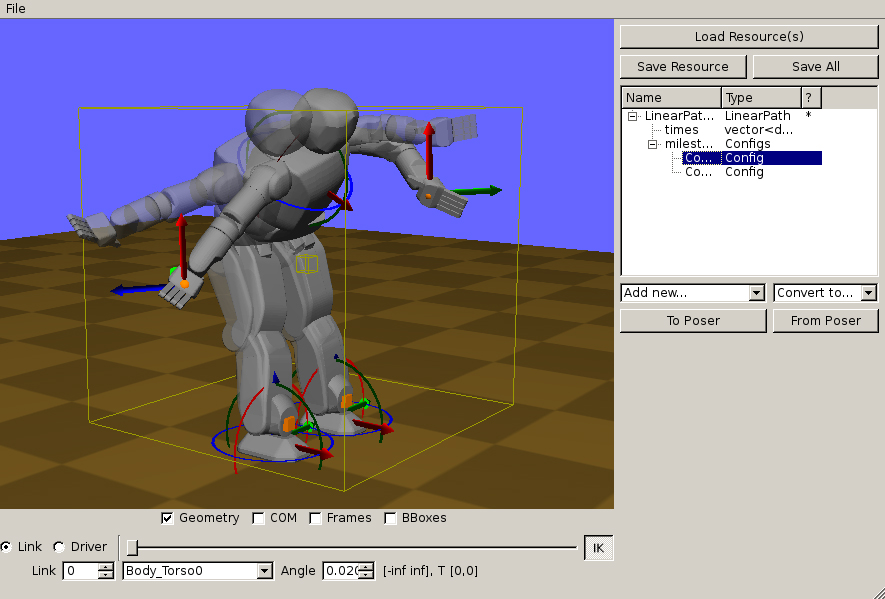 File
Load Resource(s)
Save Resource Save All
Name Type ?
LinearPat... LinearPath *
times vector<d...
milest... Configs
Co... Config
Co... Config
Add new... Convert to...
To Poser From Poser
Geometry COM Frames BBoxes
Link Driver IK
Link 0 Body_Torso0 Angle 0.020 [-inf inf], T [0,0]